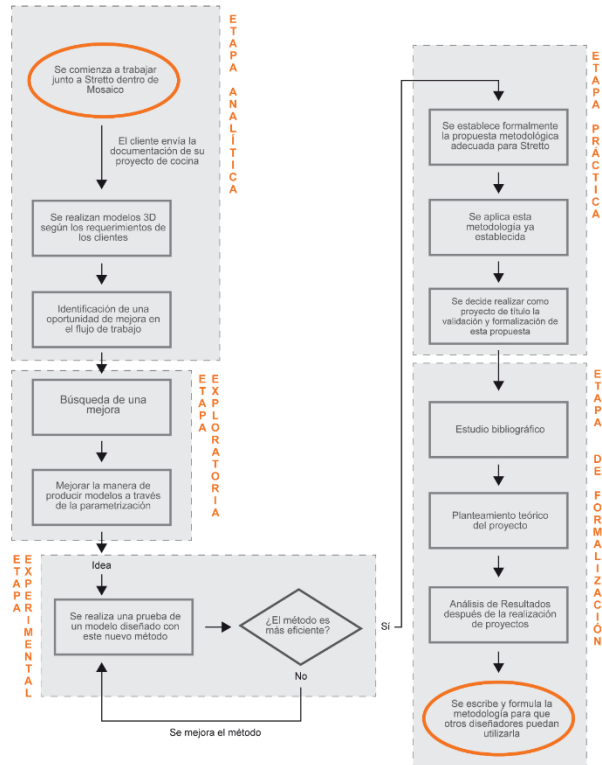 ETAPA ANALÍTICA
Se comienza a trabajar
junto a Stretto dentro de
Mosaico
El cliente envía la
documentación de su
proyecto de cocina
Se realizan modelos 3D
según los requerimientos de
los clientes
Identificación de una
oportunidad de mejora en
el flujo de trabajo
ETAPA
EXPLORATORIA
Búsqueda de una
mejora
Mejorar la manera de
producir modelos a través
de la parametrización
ETAPA
EXPERIMENTAL
Idea
Se realiza una prueba de
un modelo diseñado con
este nuevo método
¿El método es
más eficiente?
Sí
No
Se mejora el método
ETAPA PRÁCTICA
Se establece formalmente
la propuesta metodológica
adecuada para Stretto
Se aplica esta
metodología ya
establecida
Se decide realizar como
proyecto de título la
validación y formalización de
esta propuesta
ETAPA DE FORMALIZACIÓN
Estudio bibliográfico
Planteamiento teórico
del proyecto
Análisis de Resultados
después de la realización
de proyectos
Se escribe y formula la
metodología para que
otros diseñadores puedan
utilizarla